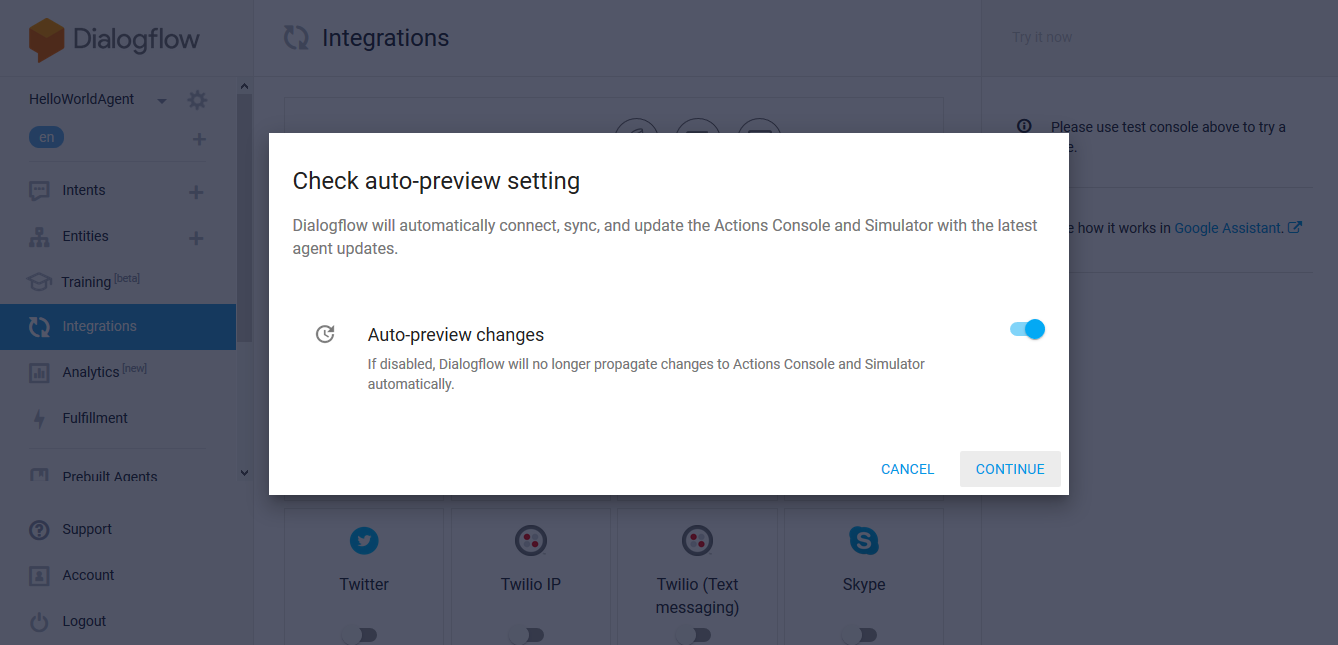 Dialogflow
Integrations
Try it now
HelloWorldAgent
en
Intents
Entities
Training [beta]
Integrations
Analytics [new]
Fulfillment
Prebuilt Agents
Support
Account
Logout
Please use test console above to try a
e.
e how it works in Google Assistant.
Check auto-preview setting
Dialogflow will automatically connect, sync, and update the Actions Console and Simulator with the latest
agent updates.
Auto-preview changes
If disabled, Dialogflow will no longer propagate changes to Actions Console and Simulator
automatically.
CANCEL CONTINUE
Twitter
Twilio IP
Twilio (Text
messaging)
Skype